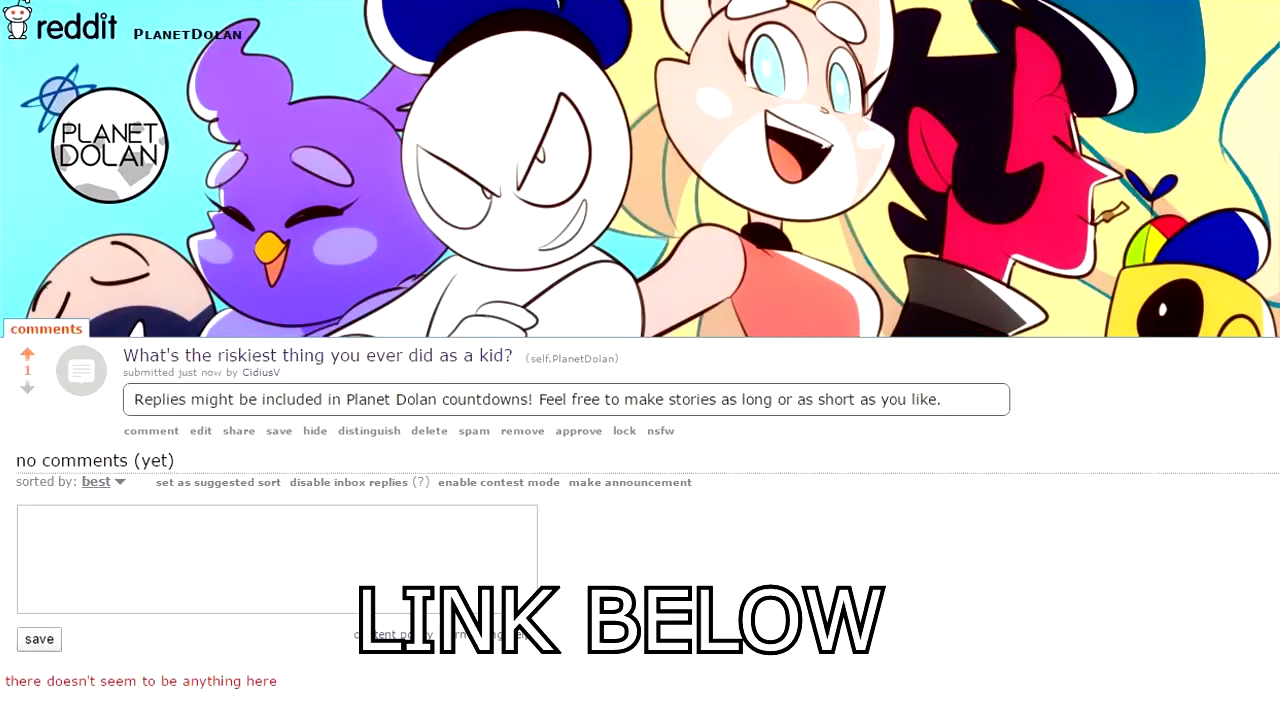 reddit PLANETDOLAN
PLANET
DOLAN
comments
1
What's the riskiest thing you ever did as a kid? (self.PlanetDolan)
submitted just now by CidiusV
Replies might be included in Planet Dolan countdowns! Feel free to make stories as long or as short as you like.
comment edit share save hide distinguish delete spam remove approve lock nsfw
no comments (yet)
sorted by: best set as suggested sort disable inbox replies (?) enable contest mode make announcement
LINK BELOW
save
there doesn't seem to be anything here